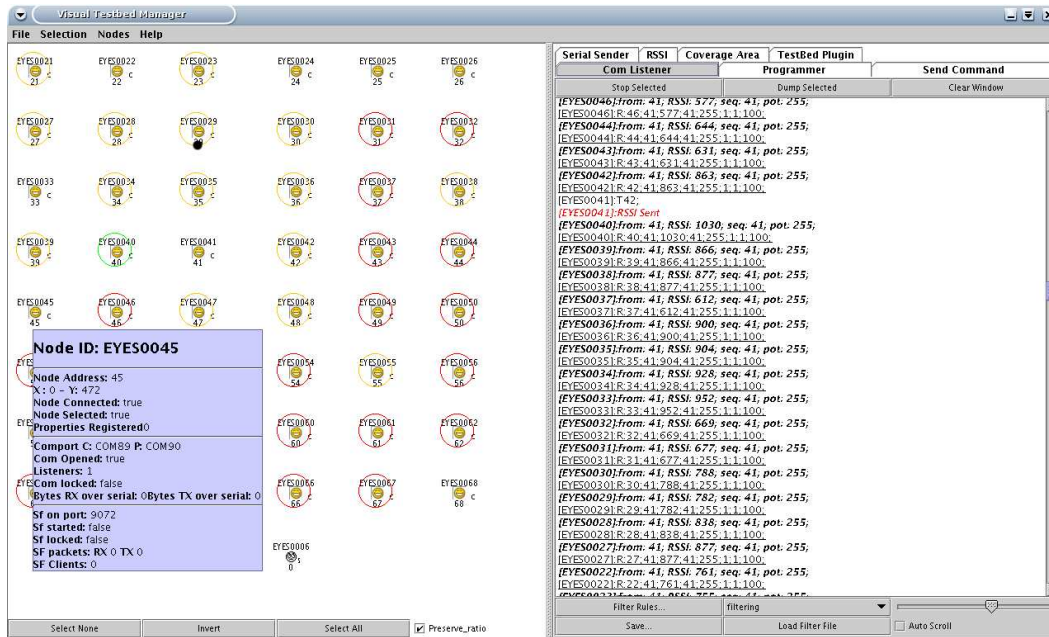 Visual Testbed Manager
File Selection Nodes Help
EYES0021 EYES0022 EYES0023 EYES0024 EYES0025 EYES0026
21 c 22 c 23 c 24 c 25 c 26 c
EYES0027 EYES0028 EYES0029 EYES0030 EYES0031 EYES0032
27 c 28 c c 30 c 31 c 32 c
EYES0033 EYES0034 EYES0035 EYES0036 EYES0037 EYES0038
33 c 34 c 35 c 36 c 37 c 38 c
EYES0039 EYES0040 EYES0041 EYES0042 EYES0043 EYES0044
39 c 40 c 41 c 42 c 43 c 44 c
EYES0045 EYES0046 EYES0047 EYES0048 EYES0049 EYES0050
45 c 46 c 47 c 48 c 49 c 50 c
EYES0054 EYES0055 EYES0056
54 c 55 c 56 c
EYES0060 EYES0061 EYES0062
60 c 61 c 62 c
EYES0066 EYES0067 EYES0068
66 c 67 c 68 c
EYES0006
s
0
Node ID: EYES0045
Node Address: 45
X : 0 - Y: 472
Node Connected: true
Node Selected: true
Properties Registered0
Comport C: COM89 P: COM90
Com Opened: true
Listeners: 1
Com locked: false
Bytes RX over serial: 0Bytes TX over serial: 0
Sf on port: 9072
Sf started: false
Sf locked: false
SF packets: RX 0 TX 0
SF Clients: 0
Select None Invert Select All Preserve_ratio
Serial Sender RSSI Coverage Area TestBed Plugin
Com Listener Programmer Send Command
Stop Selected Dump Selected Clear Window
[EYES0046]:from: 41; RSSI: 577; seq: 41; pot: 255;
[EYES0046]:R:46;41;577;41;255;1;1;100;
[EYES0044]:from: 41; RSSI: 644; seq: 41; pot: 255;
[EYES0044]:R:44;41;644;41;255;1;1;100;
[EYES0043]:from: 41; RSSI: 631; seq: 41; pot: 255;
[EYES0043]:R:43;41;631;41;255;1;1;100;
[EYES0042]:from: 41; RSSI: 863; seq: 41; pot: 255;
[EYES0042]:R:42;41;863;41;255;1;1;100;
[EYES0041]:T42;
[EYES0041]:RSSI Sent
[EYES0040]:from: 41; RSSI: 1030; seq: 41; pot: 255;
[EYES0040]:R:40;41;1030;41;255;1;1;100;
[EYES0039]:from: 41; RSSI: 866; seq: 41; pot: 255;
[EYES0039]:R:39;41;866;41;255;1;1;100;
[EYES0038]:from: 41; RSSI: 877; seq: 41; pot: 255;
[EYES0038]:R:38;41;877;41;255;1;1;100;
[EYES0037]:from: 41; RSSI: 612; seq: 41; pot: 255;
[EYES0037]:R:37;41;612;41;255;1;1;100;
[EYES0036]:from: 41; RSSI: 900; seq: 41; pot: 255;
[EYES0036]:R:36;41;900;41;255;1;1;100;
[EYES0035]:from: 41; RSSI: 904; seq: 41; pot: 255;
[EYES0035]:R:35;41;904;41;255;1;1;100;
[EYES0034]:from: 41; RSSI: 928; seq: 41; pot: 255;
[EYES0034]:R:34;41;928;41;255;1;1;100;
[EYES0033]:from: 41; RSSI: 952; seq: 41; pot: 255;
[EYES0033]:R:33;41;952;41;255;1;1;100;
[EYES0032]:from: 41; RSSI: 669; seq: 41; pot: 255;
[EYES0032]:R:32;41;669;41;255;1;1;100;
[EYES0031]:from: 41; RSSI: 677; seq: 41; pot: 255;
[EYES0031]:R:31;41;677;41;255;1;1;100;
[EYES0030]:from: 41; RSSI: 788; seq: 41; pot: 255;
[EYES0030]:R:30;41;788;41;255;1;1;100;
[EYES0029]:from: 41; RSSI: 782; seq: 41; pot: 255;
[EYES0029]:R:29;41;782;41;255;1;1;100;
[EYES0028]:from: 41; RSSI: 838; seq: 41; pot: 255;
[EYES0028]:R:28;41;838;41;255;1;1;100;
[EYES0027]:from: 41; RSSI: 877; seq: 41; pot: 255;
[EYES0027]:R:27;41;877;41;255;1;1;100;
[EYES0022]:from: 41; RSSI: 761; seq: 41; pot: 255;
[EYES0022]:R:22;41;761;41;255;1;1;100;
[EYES0023]:from: 41; RSSI: 755; seq: 41; pot: 255;
Filter Rules... filtering
Save... Load Filter File Auto Scroll